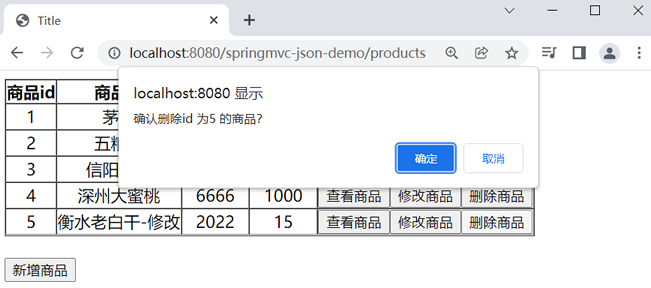 Title
localhost:8080/springmvc-json-demo/products
localhost:8080 显示
确认删除id 为5 的商品?
确定 取消
商品id 商品
1 茅
2 五粮
3 信阳
4 深州大蜜桃 6666 1000 查看商品 修改商品 删除商品
5 衡水老白干-修改 2022 15 查看商品 修改商品 删除商品
新增商品